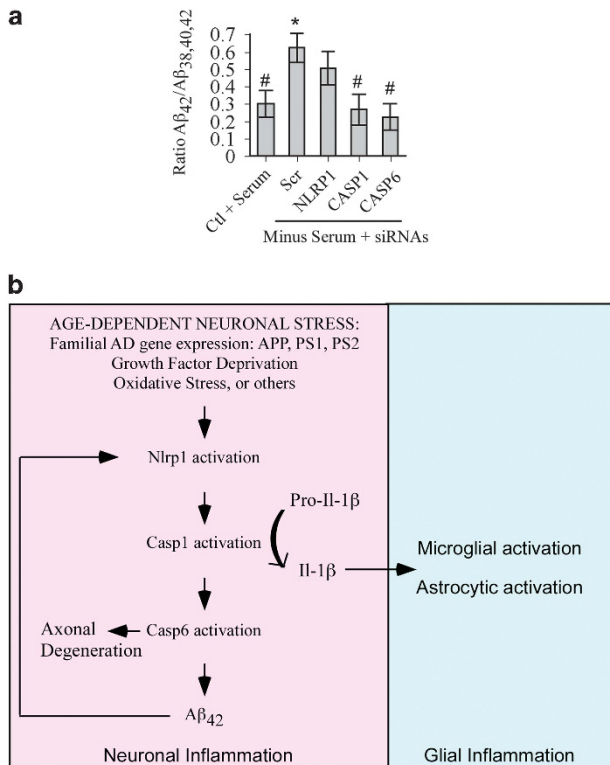 a
Ratio Aβ42/Aβ38,40,42
0.7
0.6
0.5
0.4
0.3
0.2
0.1
0
#
*
#
#
Ctl + Serum
Scr
NLRP1
CASP1
CASP6
Minus Serum + siRNAs
b
AGE-DEPENDENT NEURONAL STRESS:
Familial AD gene expression: APP, PS1, PS2
Growth Factor Deprivation
Oxidative Stress, or others
Nlrp1 activation
Pro-Il-1β
Casp1 activation
Il-1β
Microglial activation
Astrocytic activation
Axonal
Degeneration
Casp6 activation
Aβ42
Neuronal Inflammation
Glial Inflammation